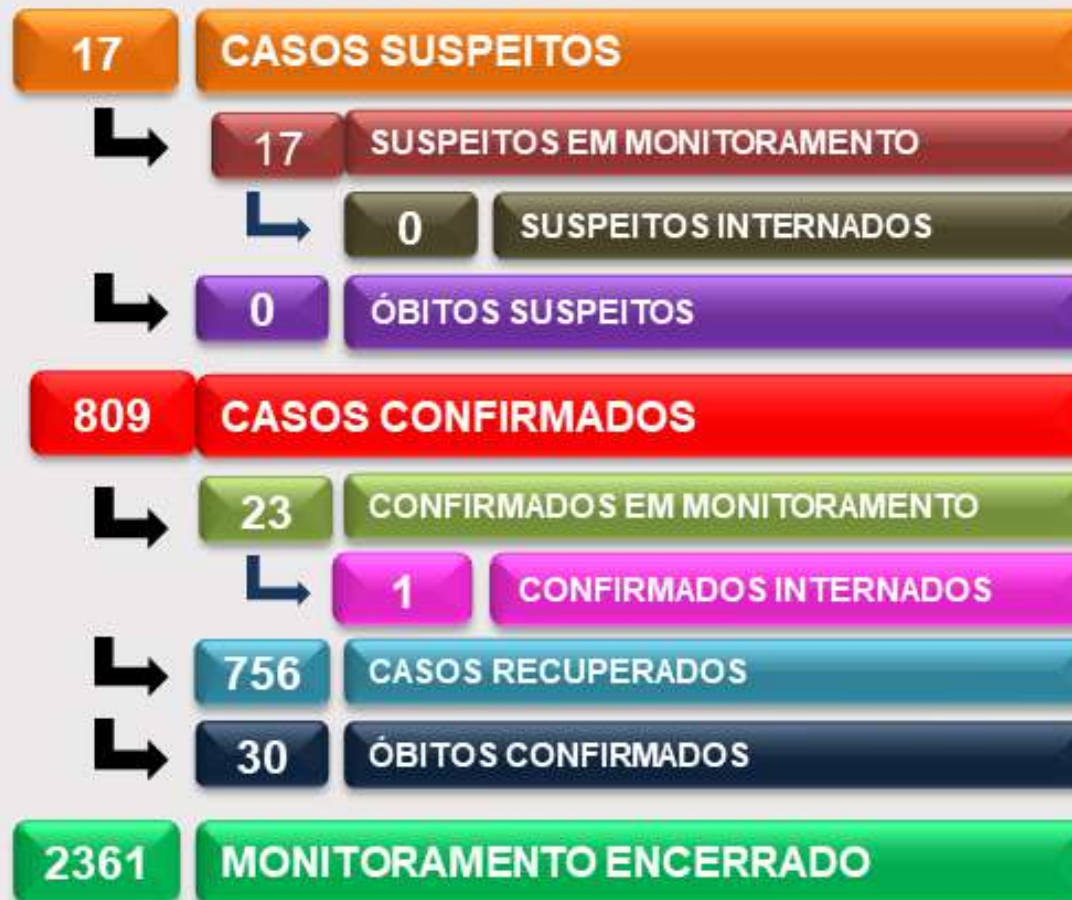 17 CASOS SUSPEITOS
17 SUSPEITOS EM MONITORAMENTO
0 SUSPEITOS INTERNADOS
0 ÓBITOS SUSPEITOS
809 CASOS CONFIRMADOS
23 CONFIRMADOS EM MONITORAMENTO
1 CONFIRMADOS INTERNADOS
756 CASOS RECUPERADOS
30 ÓBITOS CONFIRMADOS
2361 MONITORAMENTO ENCERRADO